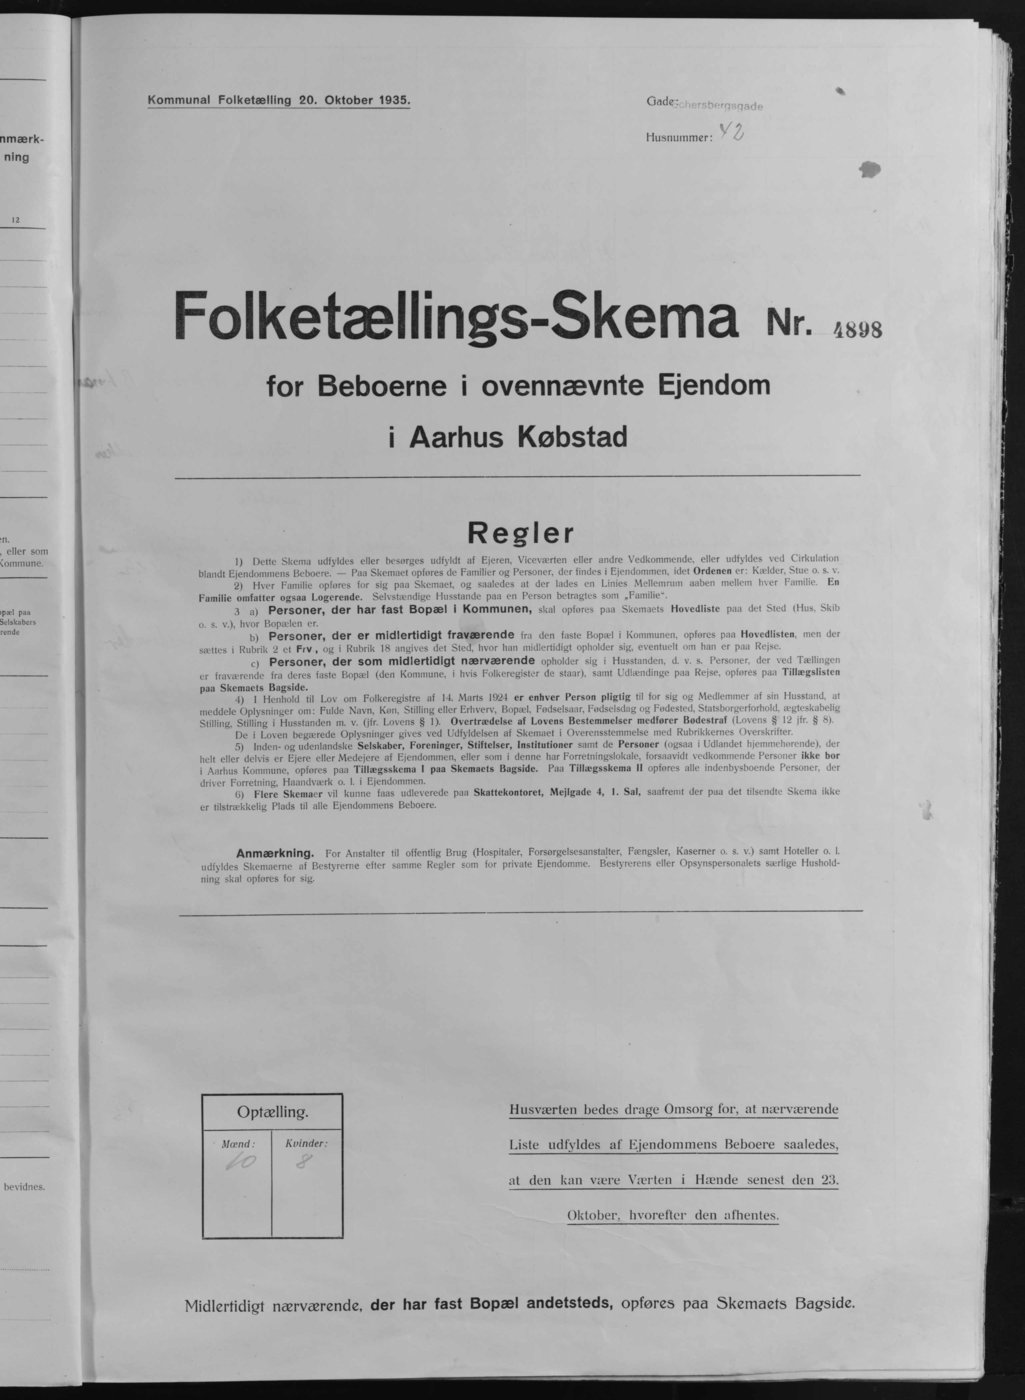 nmærk-
ning
12
en.
, eller som
Kommune.
opæl paa
Selskabers
rende
bevidnes.
Kommunal Folketælling 20. Oktober 1935.
Gade:
Husnummer: 42
Folketællings-Skema Nr. 4898
for Beboerne i ovennævnte Ejendom
i Aarhus Købstad
Regler
1) Dette Skema udfyldes eller besørges udfyldt af Ejeren, Viceværten eller andre Vedkommende, eller udfyldes ved Cirkulation
blandt Ejendommens Beboere. — Paa Skemaet opføres de Familier og Personer, der findes i Ejendommen, idet Ordenen er: Kælder, Stue o. s. v.
2) Hver Familie opføres for sig paa Skemaet, og saaledes at der lades en Linies Mellemrum aaben mellem hver Familie. En
Familie omfatter ogsaa Logerende. Selvstændige Husstande paa en Person betragtes som „Familie".
3 a) Personer, der har fast Bopæl i Kommunen, skal opføres paa Skemaets Hovedliste paa det Sted (Hus, Skib
o. s. v.), hvor Bopælen er.
b) Personer, der er midlertidigt fraværende fra den faste Bopæl i Kommunen, opføres paa Hovedlisten, men der
sættes i Rubrik 2 et Frv , og i Rubrik 18 angives det Sted, hvor han midlertidigt opholder sig, eventuelt om han er paa Rejse.
c) Personer, der som midlertidigt nærværende opholder sig i Husstanden, d. v. s. Personer, der ved Tællingen
er fraværende fra deres faste Bopæl (den Kommune, i hvis Folkeregister de staar), samt Udlændinge paa Rejse, opføres paa Tillægslisten
paa Skemaets Bagside.
4) I Henhold til Lov om Folkeregistre af 14. Marts 1924 er enhver Person pligtig til for sig og Medlemmer af sin Husstand, at
meddele Oplysninger om: Fulde Navn, Køn, Stilling eller Erhverv, Bopæl, Fødselsaar, Fødselsdag og Fødested, Statsborgerforhold, ægteskabelig
Stilling, Stilling i Husstanden m. v. (jfr. Lovens § 1). Overtrædelse af Lovens Bestemmelser medfører Bødestraf (Lovens § 12 jfr. § 8).
De i Loven begærede Oplysninger gives ved Udfyldelsen af Skemaet i Overensstemmelse med Rubrikkernes Overskrifter.
5) Inden- og udenlandske Selskaber, Foreninger, Stiftelser, Institutioner samt de Personer (ogsaa i Udlandet hjemmehørende), der
helt eller delvis er Ejere eller Medejere af Ejendommen, eller som i denne har Forretningslokale, forsaavidt vedkommende Personer ikke bor
i Aarhus Kommune, opføres paa Tillægsskema I paa Skemaets Bagside. Paa Tillægsskema II opføres alle indenbysboende Personer, der
driver Forretning, Haandværk o. l. i Ejendommen.
6) Flere Skemaer vil kunne faas udleverede paa Skattekontoret, Mejlgade 4, 1. Sal, saafremt der paa det tilsendte Skema ikke
er tilstrækkelig Plads til alle Ejendommens Beboere.
Anmærkning. For Anstalter til offentlig Brug (Hospitaler, Forsørgelsesanstalter, Fængsler, Kaserner o. s. v.) samt Hoteller o. l.
udfyldes Skemaerne af Bestyrerne efter samme Regler som for private Ejendomme. Bestyrerens eller Opsynspersonalets særlige Hushold-
ning skal opføres for sig.
Optælling.
Mænd: Kvinder:
10 8
Husværten bedes drage Omsorg for, at nærværende
Liste udfyldes af Ejendommens Beboere saaledes,
at den kan være Værten i Hænde senest den 23.
Oktober, hvorefter den afhentes.
Midlertidigt nærværende, der har fast Bopæl andetsteds, opføres paa Skemaets Bagside.